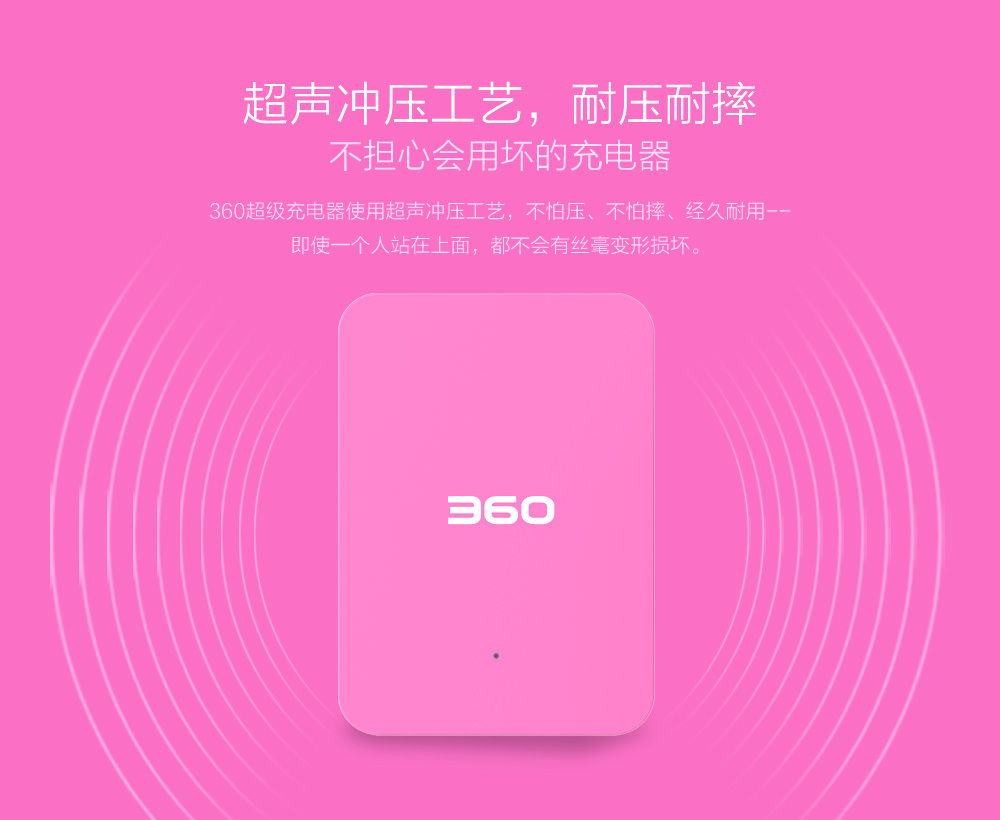 超声冲压工艺，耐压耐摔
不担心会用坏的充电器
360超级充电器使用超声冲压工艺，不怕压、不怕摔、经久耐用--
即使一个人站在上面，都不会有丝毫变形损坏。
360